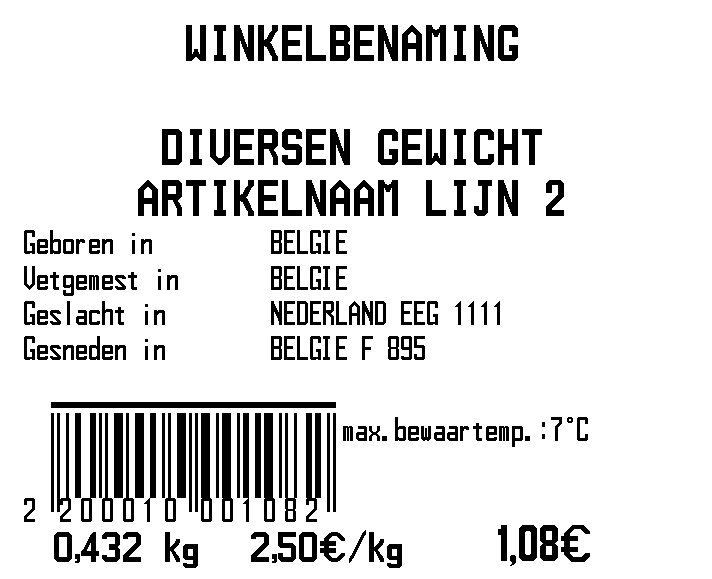 WINKELBENAMING
DIVERSEN GEWICHT
ARTIKELNAAM LIJN 2
Geboren in BELGIE
Vetgemest in BELGIE
Geslacht in NEDERLAND EEG 1111
Gesneden in BELGIE F 895
max.bewaartemp.:7°C
2 200010 001082
0,432 kg 2,50€/kg 1,08€